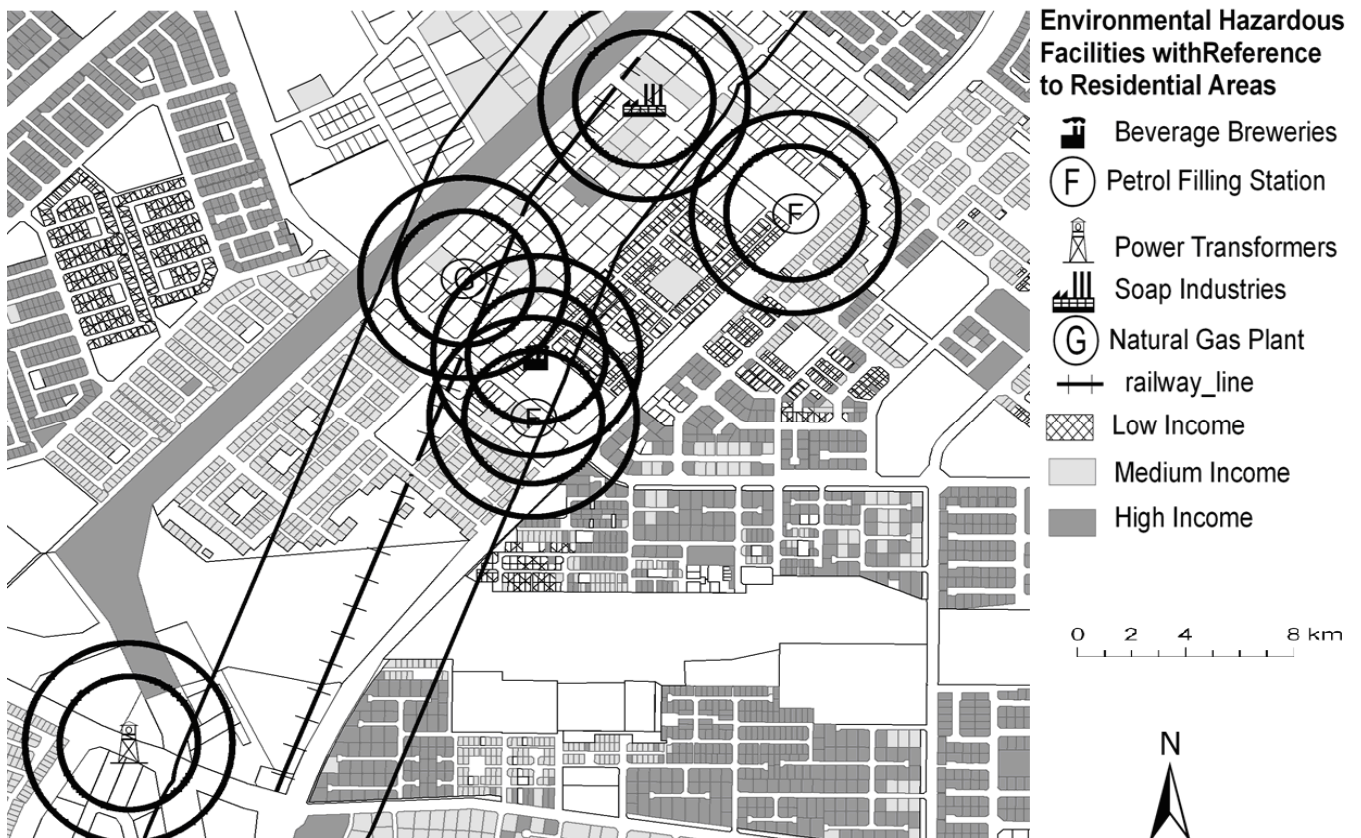 Environmental Hazardous
Facilities withReference
to Residential Areas
Beverage Breweries
F Petrol Filling Station
Power Transformers
Soap Industries
G Natural Gas Plant
railway_line
Low Income
Medium Income
High Income
0 2 4 8 km
N
F
G
F